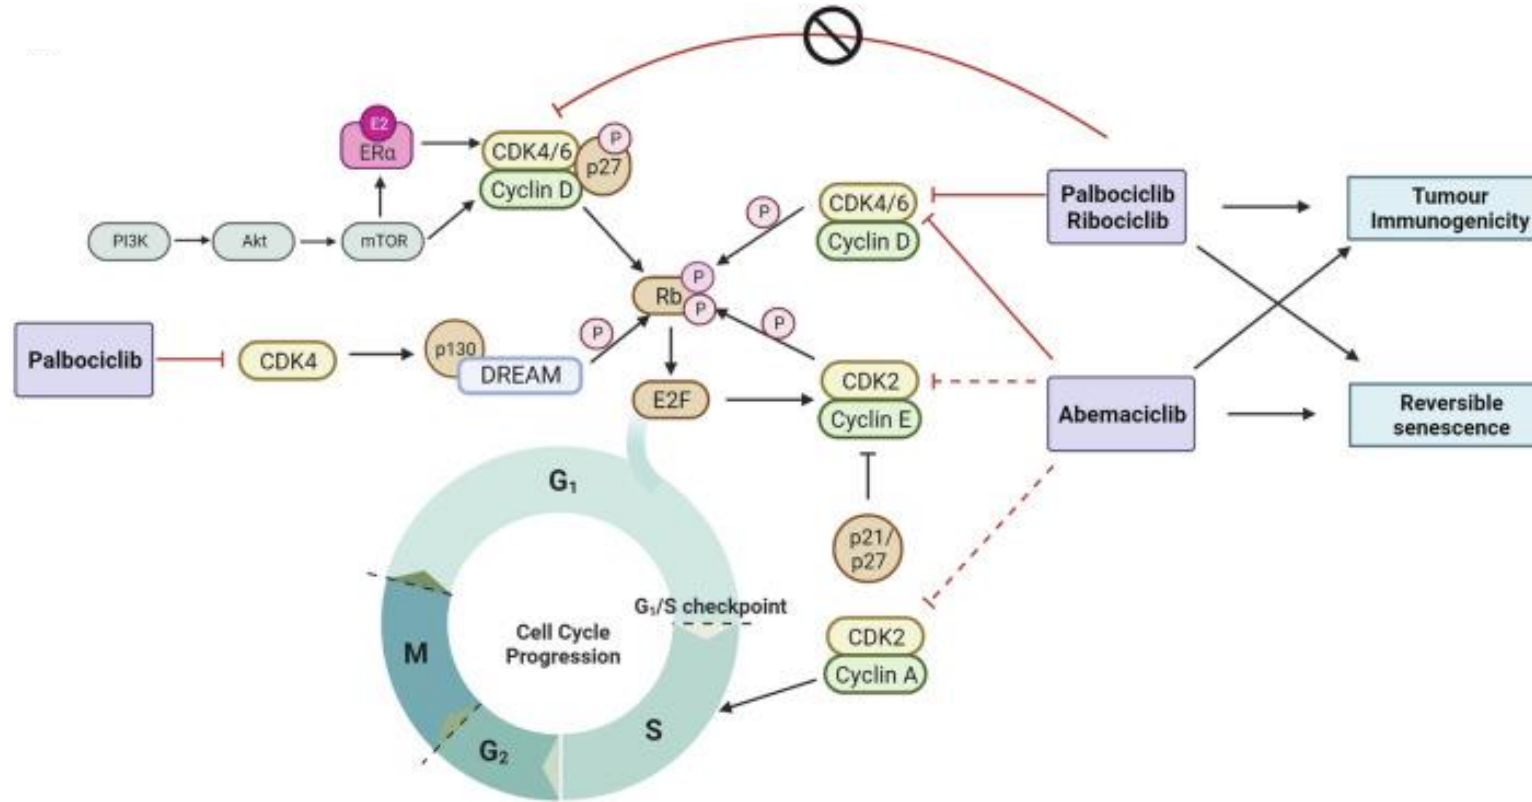 E2
ERα
CDK4/6
Cyclin D
p27
P
PI3K
Akt
mTOR
CDK4/6
Cyclin D
P
Palbociclib
Ribociclib
Tumour
Immunogenicity
Rb
P
P
P
P
Palbociclib
CDK4
p130
DREAM
E2F
CDK2
Cyclin E
Abemaciclib
Reversible
senescence
G₁
p21/
p27
G₁/S checkpoint
Cell Cycle
Progression
M
S
G₂
CDK2
Cyclin A